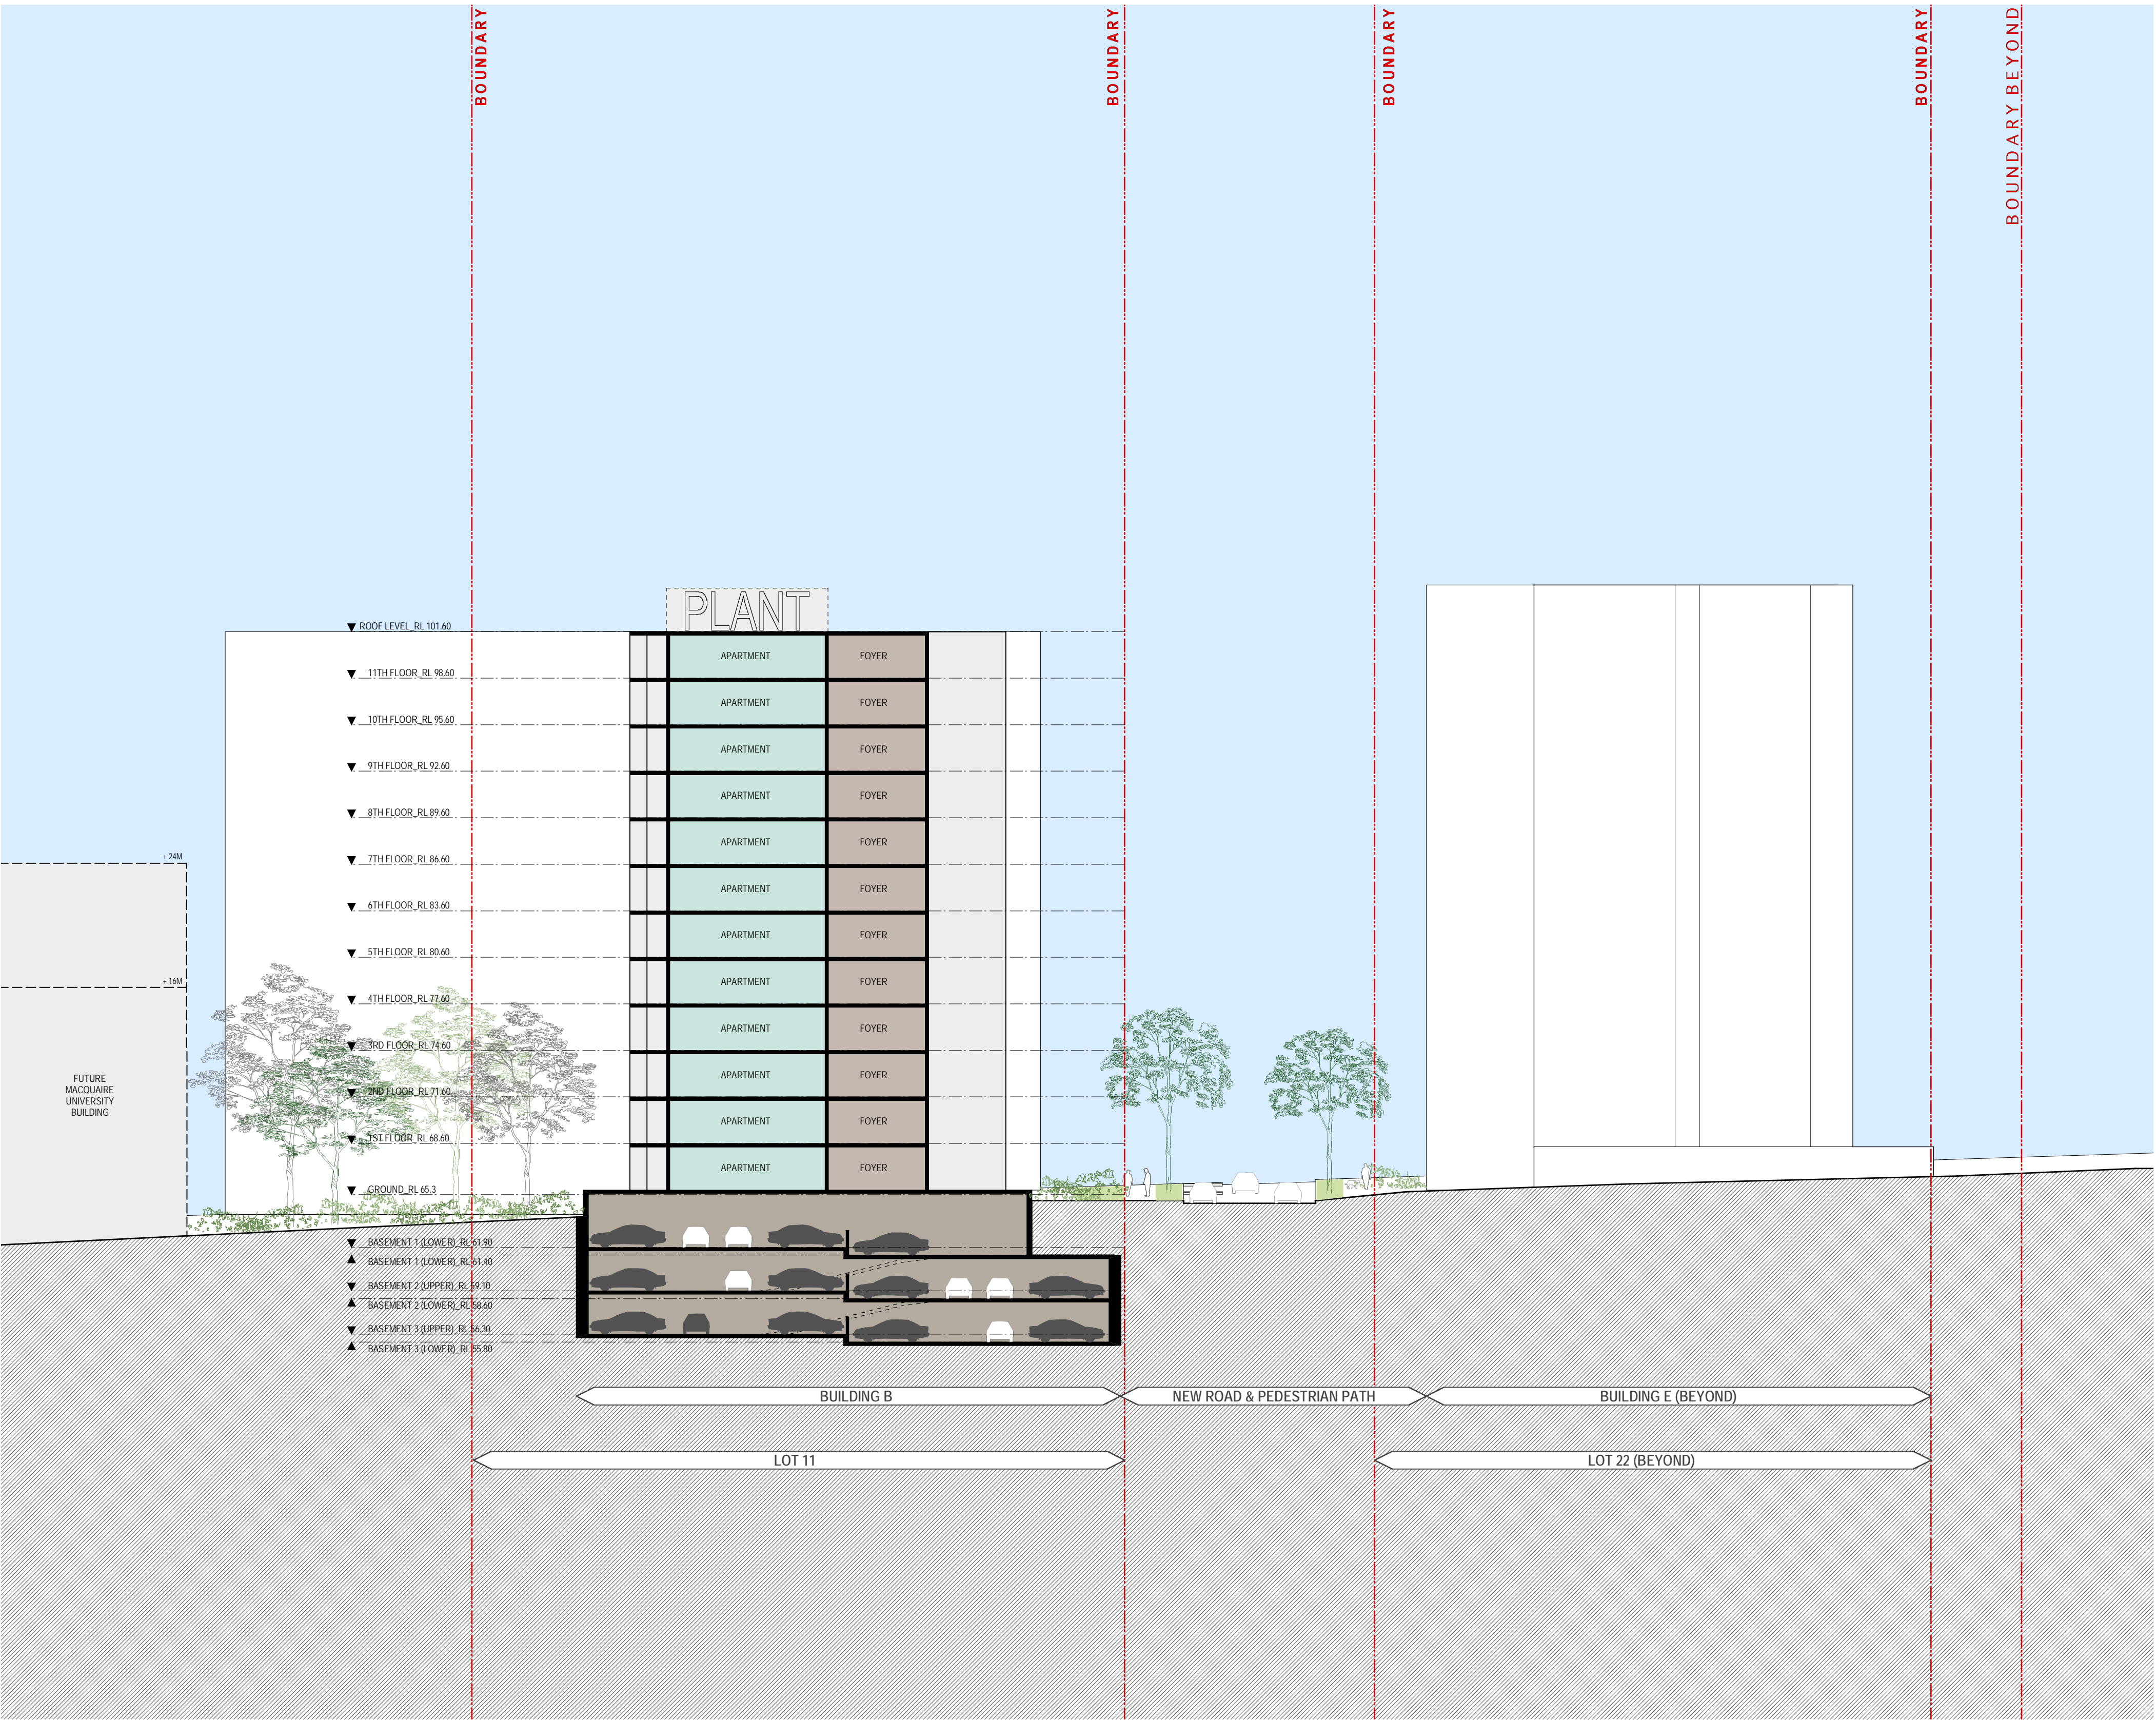 BOUNDARY
BOUNDARY
BOUNDARY
BOUNDARY
BOUNDARY BEYOND
PLANT
ROOF LEVEL_RL 101.60
APARTMENT FOYER
11TH FLOOR_RL 98.60
APARTMENT FOYER
10TH FLOOR_RL 95.60
APARTMENT FOYER
9TH FLOOR_RL 92.60
APARTMENT FOYER
8TH FLOOR_RL 89.60
APARTMENT FOYER
7TH FLOOR_RL 86.60
APARTMENT FOYER
6TH FLOOR_RL 83.60
APARTMENT FOYER
5TH FLOOR_RL 80.60
APARTMENT FOYER
4TH FLOOR_RL 77.60
APARTMENT FOYER
3RD FLOOR_RL 74.60
APARTMENT FOYER
2ND FLOOR_RL 71.60
APARTMENT FOYER
1ST FLOOR_RL 68.60
APARTMENT FOYER
GROUND_RL 65.3
BASEMENT 1 (LOWER)_RL 61.90
BASEMENT 1 (LOWER)_RL 61.40
BASEMENT 2 (UPPER)_RL 59.10
BASEMENT 2 (LOWER)_RL 58.60
BASEMENT 3 (UPPER)_RL 56.30
BASEMENT 3 (LOWER)_RL 55.80
+ 24M
+ 16M
FUTURE
MACQUAIRE
UNIVERSITY
BUILDING
BUILDING B
NEW ROAD & PEDESTRIAN PATH
BUILDING E (BEYOND)
LOT 11
LOT 22 (BEYOND)